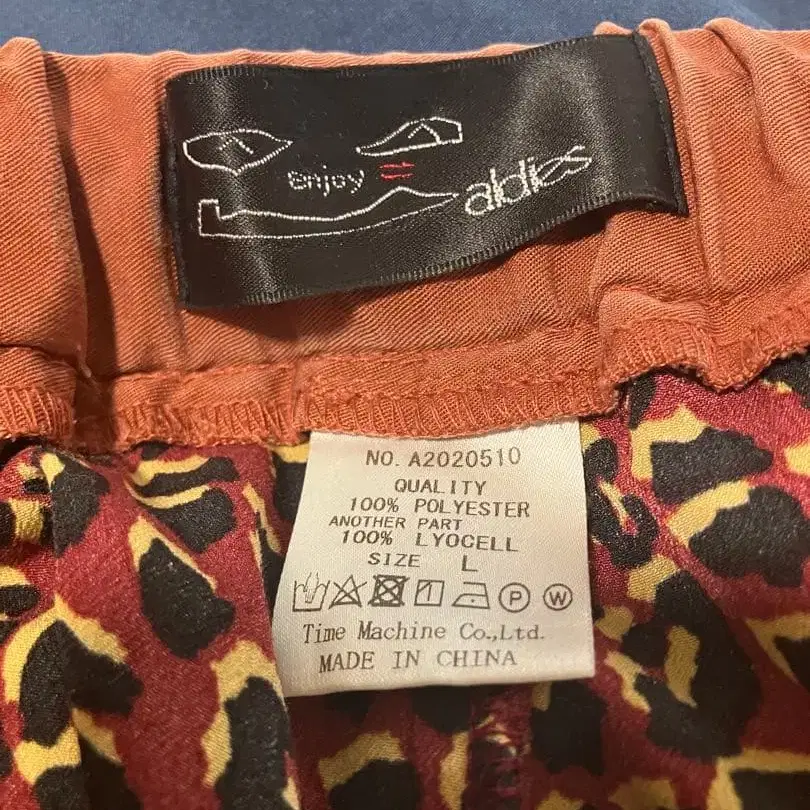 enjoy = aldies
NO. A2020510
QUALITY
100% POLYESTER
ANOTHER PART
100% LYOCELL
SIZE L
P W
Time Machine Co.,Ltd.
MADE IN CHINA